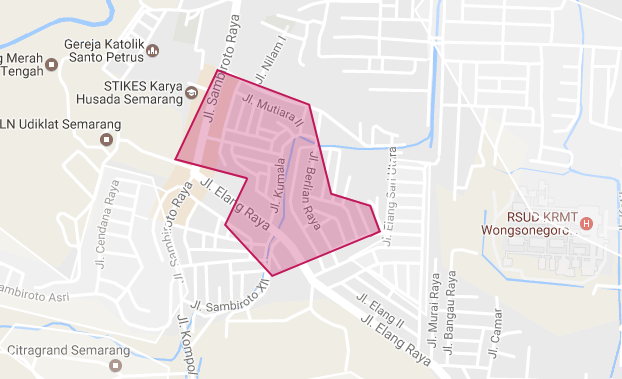 Gereja Katolik
Santo Petrus
g Merah
Tengah
STIKES Karya
Husada Semarang
LN Udiklat Semarang
Jl. Sambiroto Raya
Jl. Nilam I
Jl. Mutiara II
Jl. Kumala
Jl. Berlian Raya
Jl. Elang Raya
Jl. Elang Sari Utara
RSUD KRMT
Wongsonegoro
H
Jl. Cendana Raya
Jl. Sambiroto Raya
Sambiroto Asri
Jl. Sambiroto XII
Jl. Kompol
Citragrand Semarang
Jl. Elang II
Jl. Elang Raya
Jl. Murai Raya
Jl. Bangau Raya
Jl. Camar